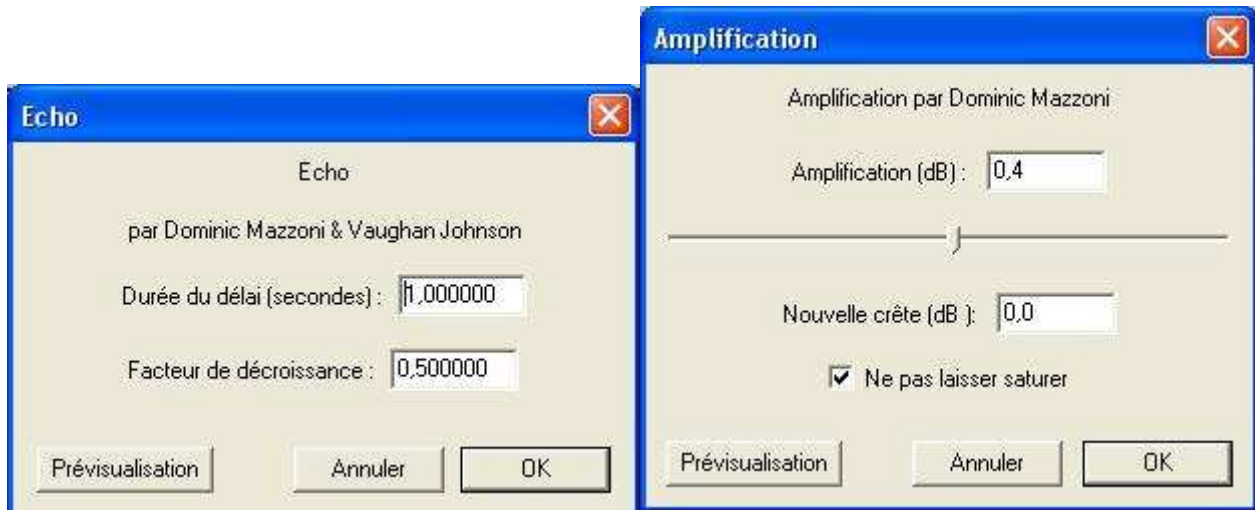 Echo
Echo
par Dominic Mazzoni & Vaughan Johnson
Durée du délai (secondes) : 1,000000
Facteur de décroissance : 0,500000
Prévisualisation Annuler OK
Amplification
Amplification par Dominic Mazzoni
Amplification (dB) : 0,4
Nouvelle crête (dB ): 0,0
Ne pas laisser saturer
Prévisualisation Annuler OK